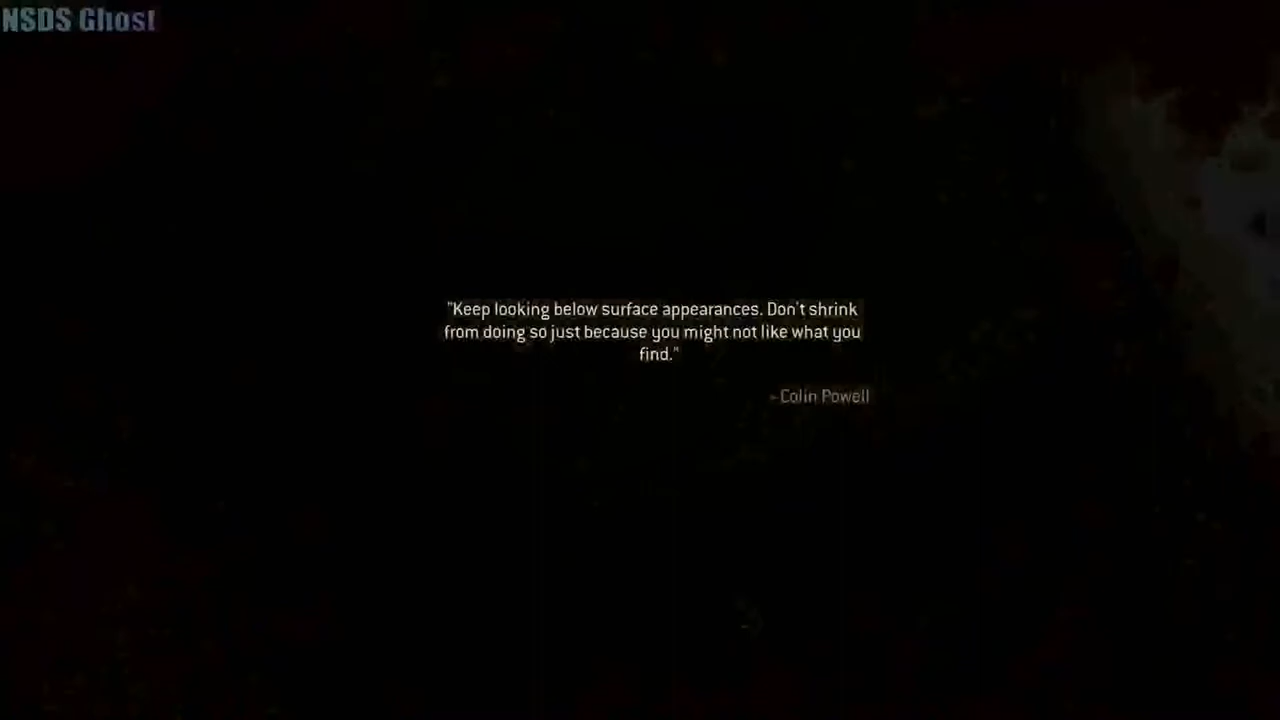 NSDS Ghost
"Keep looking below surface appearances. Don't shrink
from doing so just because you might not like what you
find."
- Colin Powell